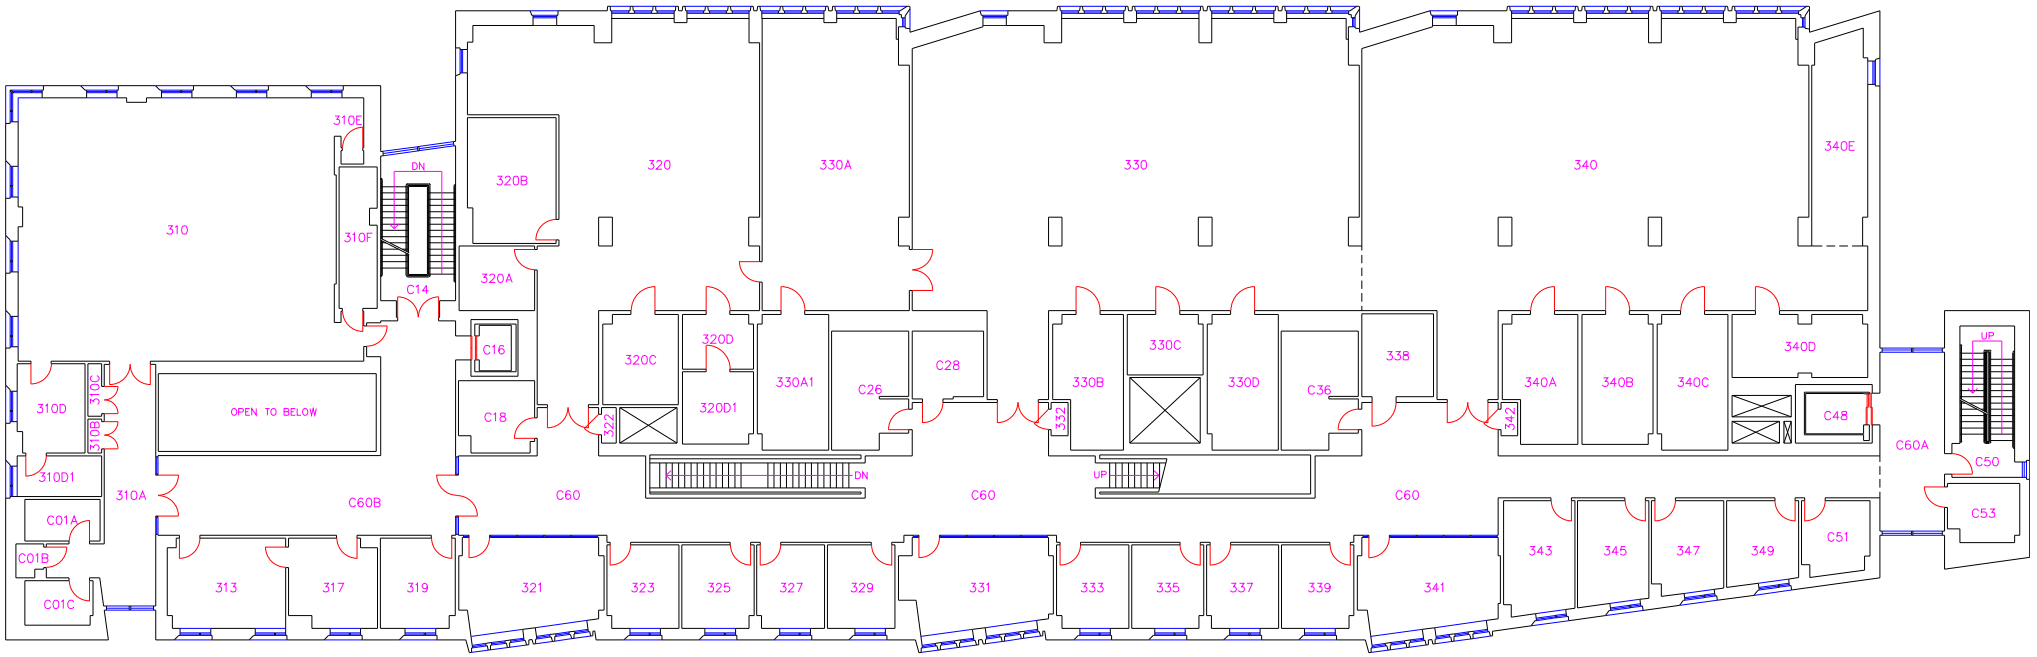 310E
320
330A
330
340
340E
DN
320B
310
310F
320A
C14
C16
320C
320D
330A1
C26
C28
330B
330C
330D
C36
338
340A
340B
340C
340D
C48
UP
310D
310C
310B
OPEN TO BELOW
C18
322
320D1
332
342
C60A
C50
310D1
310A
C60B
C60
DN
C60
UP
C60
C53
C01A
C01B
C01C
313
317
319
321
323
325
327
329
331
333
335
337
339
341
343
345
347
349
C51